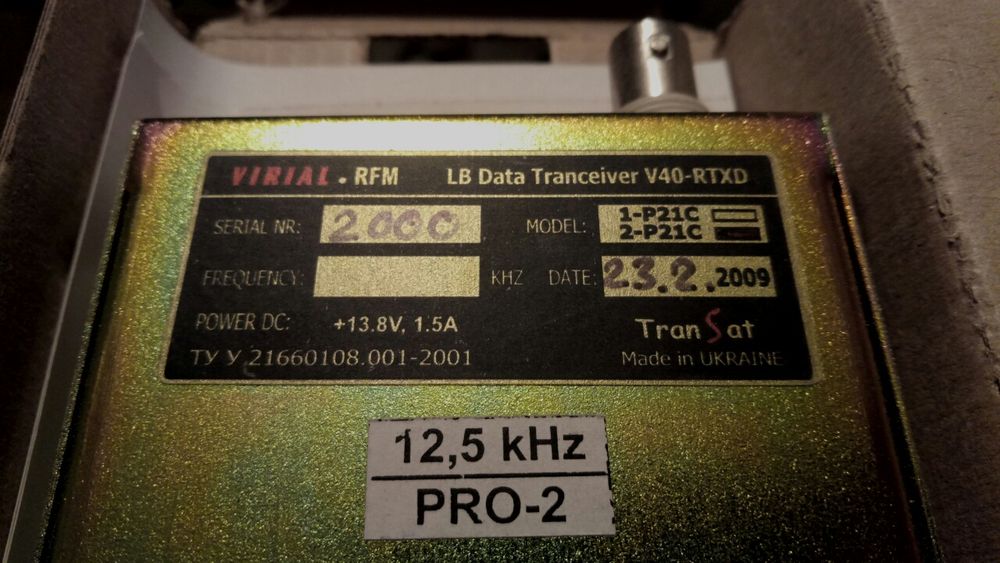 VIRIAL.RFM LB Data Tranceiver V40-RTXD
SERIAL NR: 2000 MODEL: 1-P21C
2-P21C
FREQUENCY: KHZ DATE: 23.2.2009
POWER DC: +13.8V, 1.5A TranSat
ТУ У 21660108.001-2001 Made in UKRAINE
12,5 kHz
PRO-2